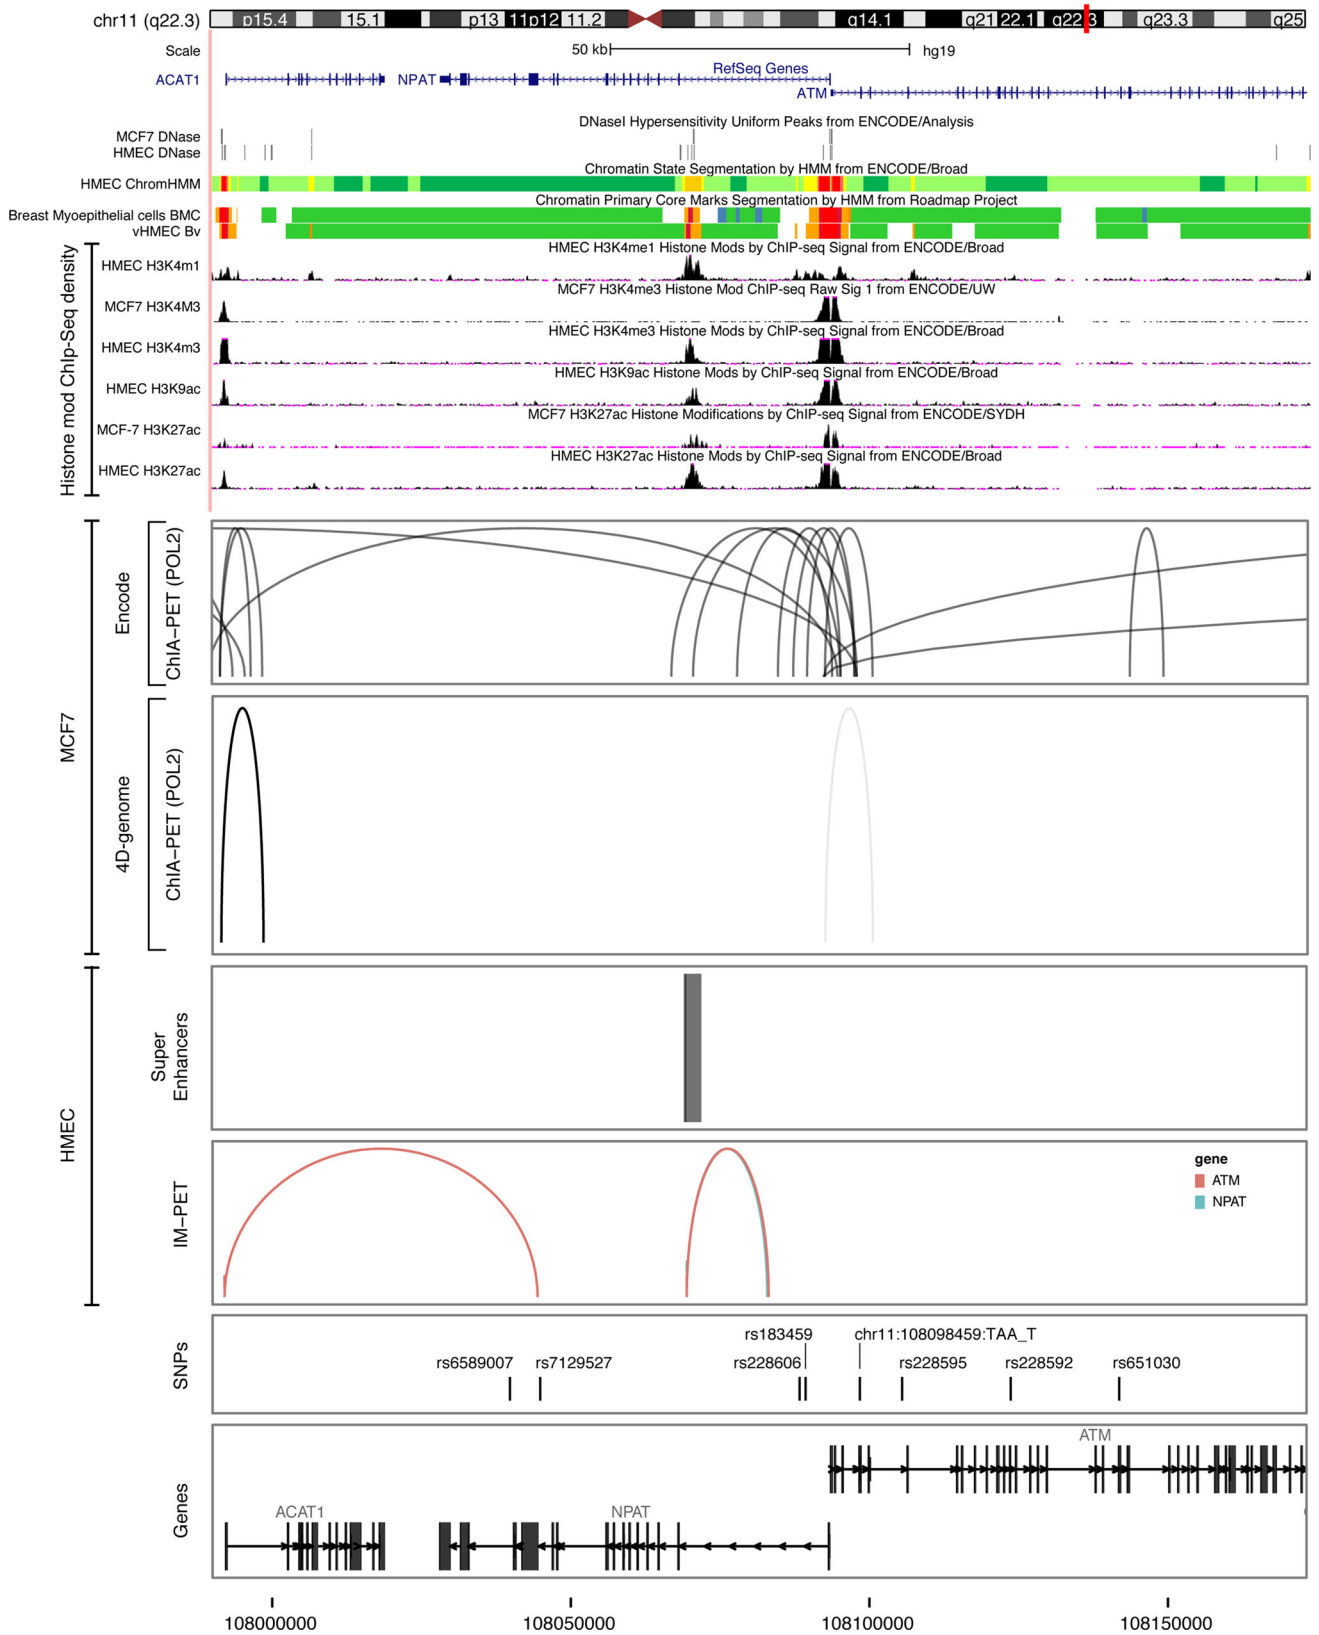 chr11 (q22.3) p15.4 15.1 p13 11p12 11.2 q14.1 q21 22.1 q22.3 q23.3 q25
Scale 50 kb hg19
RefSeq Genes
ACAT1 NPAT
ATM
DNaseI Hypersensitivity Uniform Peaks from ENCODE/Analysis
MCF7 DNase
HMEC DNase
Chromatin State Segmentation by HMM from ENCODE/Broad
HMEC ChromHMM
Chromatin Primary Core Marks Segmentation by HMM from Roadmap Project
Breast Myoepithelial cells BMC
vHMEC Bv
HMEC H3K4me1 Histone Mods by ChIP-seq Signal from ENCODE/Broad
HMEC H3K4m1
MCF7 H3K4me3 Histone Mod ChIP-seq Raw Sig 1 from ENCODE/UW
MCF7 H3K4M3
HMEC H3K4me3 Histone Mods by ChIP-seq Signal from ENCODE/Broad
HMEC H3K4m3
HMEC H3K9ac Histone Mods by ChIP-seq Signal from ENCODE/Broad
HMEC H3K9ac
MCF7 H3K27ac Histone Modifications by ChIP-seq Signal from ENCODE/SYDH
MCF-7 H3K27ac
HMEC H3K27ac Histone Mods by ChIP-seq Signal from ENCODE/Broad
HMEC H3K27ac
Histone mod ChIp-Seq density
MCF7
Encode
ChIA-PET (POL2)
4D-genome
ChIA-PET (POL2)
HMEC
Super
Enhancers
IM-PET
gene
ATM
NPAT
SNPs
rs183459 chr11:108098459:TAA_T
rs6589007 rs7129527 rs228606 rs228595 rs228592 rs651030
Genes
ATM
ACAT1 NPAT
108000000 108050000 108100000 108150000